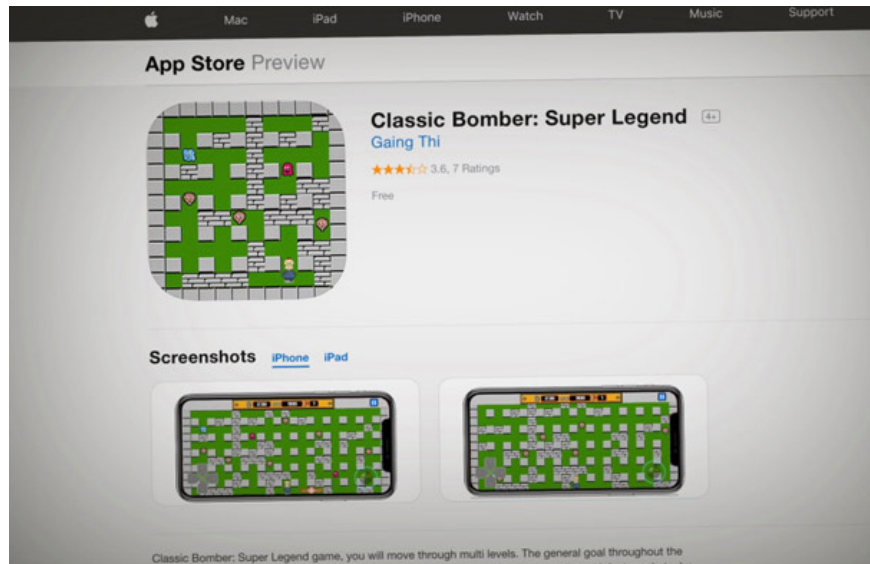 Mac iPad iPhone Watch TV Music Support
App Store Preview
Classic Bomber: Super Legend 4+
Gaing Thi
3.6, 7 Ratings
Free
Screenshots iPhone iPad
Classic Bomber: Super Legend game, you will move through multi levels. The general goal throughout the